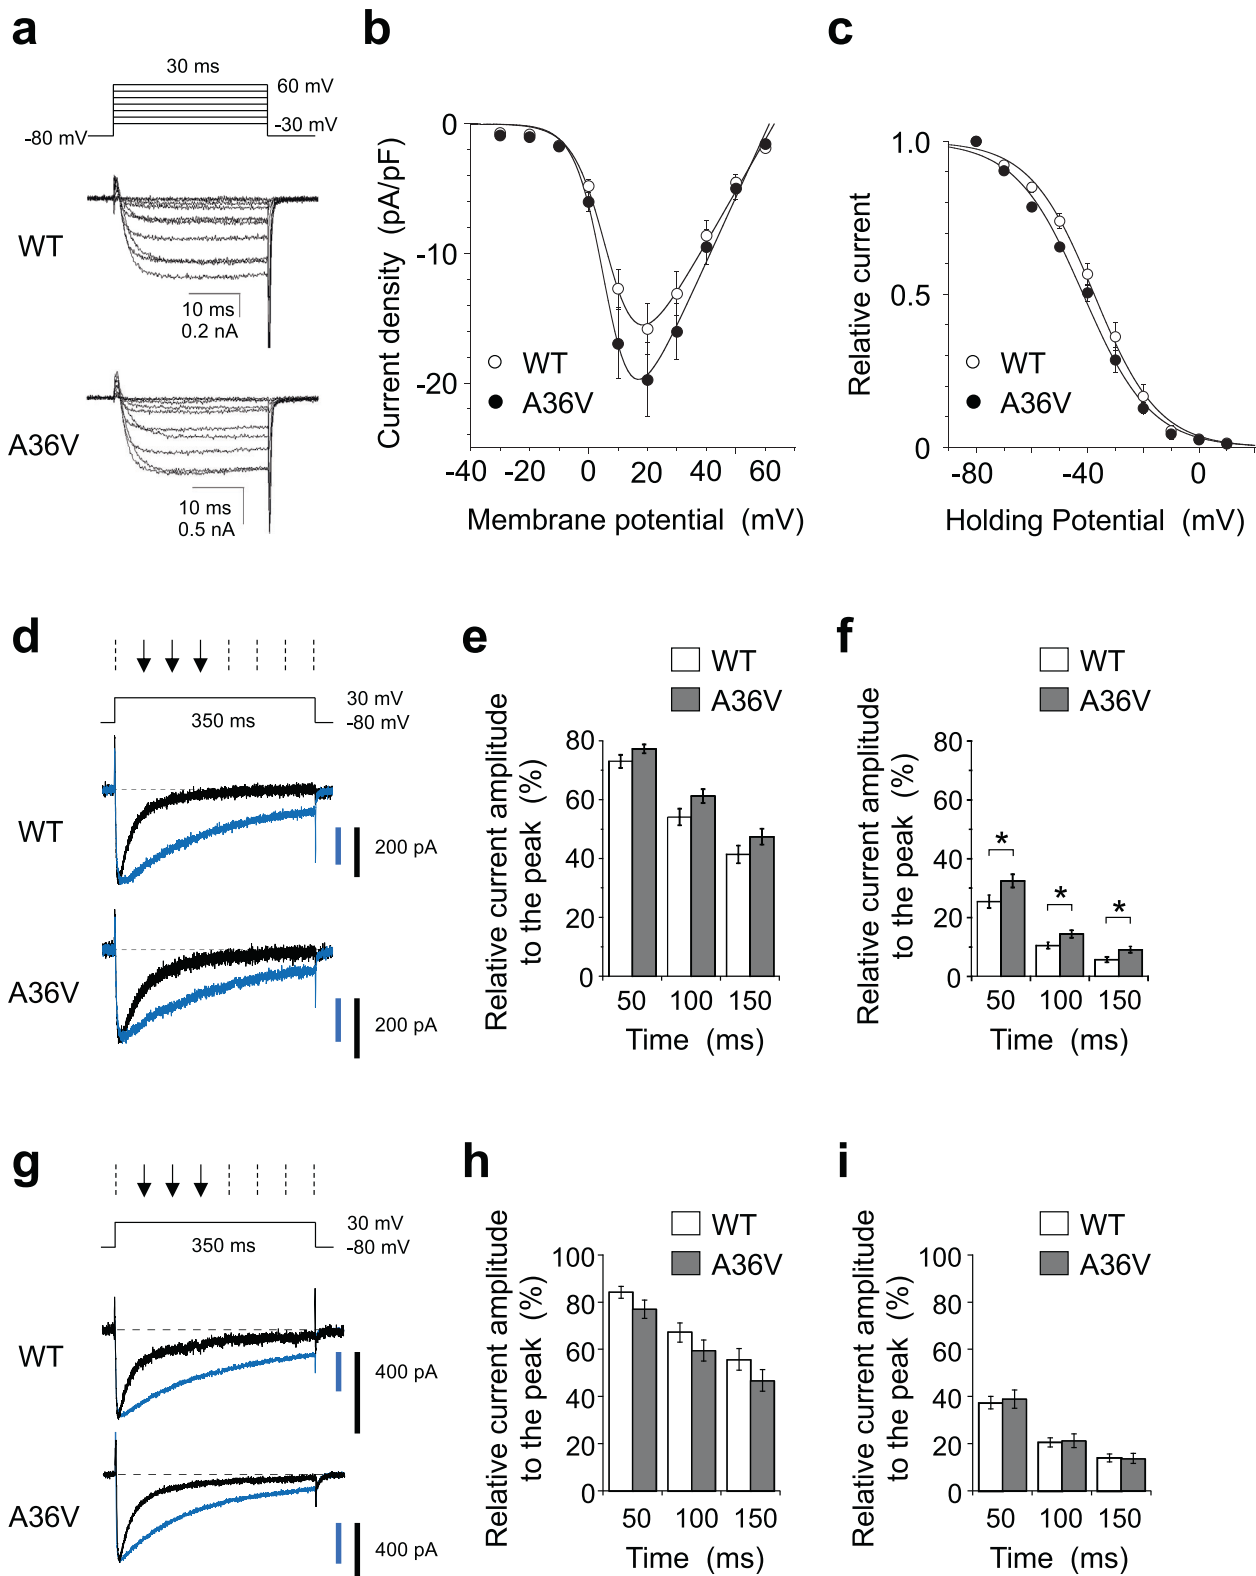 a
30 ms
60 mV
-30 mV
-80 mV
WT
10 ms
0.2 nA
A36V
10 ms
0.5 nA
b
Current density (pA/pF)
0
-10
-20
WT
A36V
-40 -20 0 20 40 60
Membrane potential (mV)
c
Relative current
1.0
0.5
0
WT
A36V
-80 -40 0
Holding Potential (mV)
d
30 mV
-80 mV
350 ms
WT
200 pA
A36V
200 pA
e
WT
A36V
Relative current amplitude
to the peak (%)
80
60
40
20
0
50 100 150
Time (ms)
f
WT
A36V
Relative current amplitude
to the peak (%)
80
60
40
20
0
* * *
50 100 150
Time (ms)
g
30 mV
-80 mV
350 ms
WT
400 pA
A36V
400 pA
h
WT
A36V
Relative current amplitude
to the peak (%)
100
80
60
40
20
0
50 100 150
Time (ms)
i
WT
A36V
Relative current amplitude
to the peak (%)
100
80
60
40
20
0
50 100 150
Time (ms)